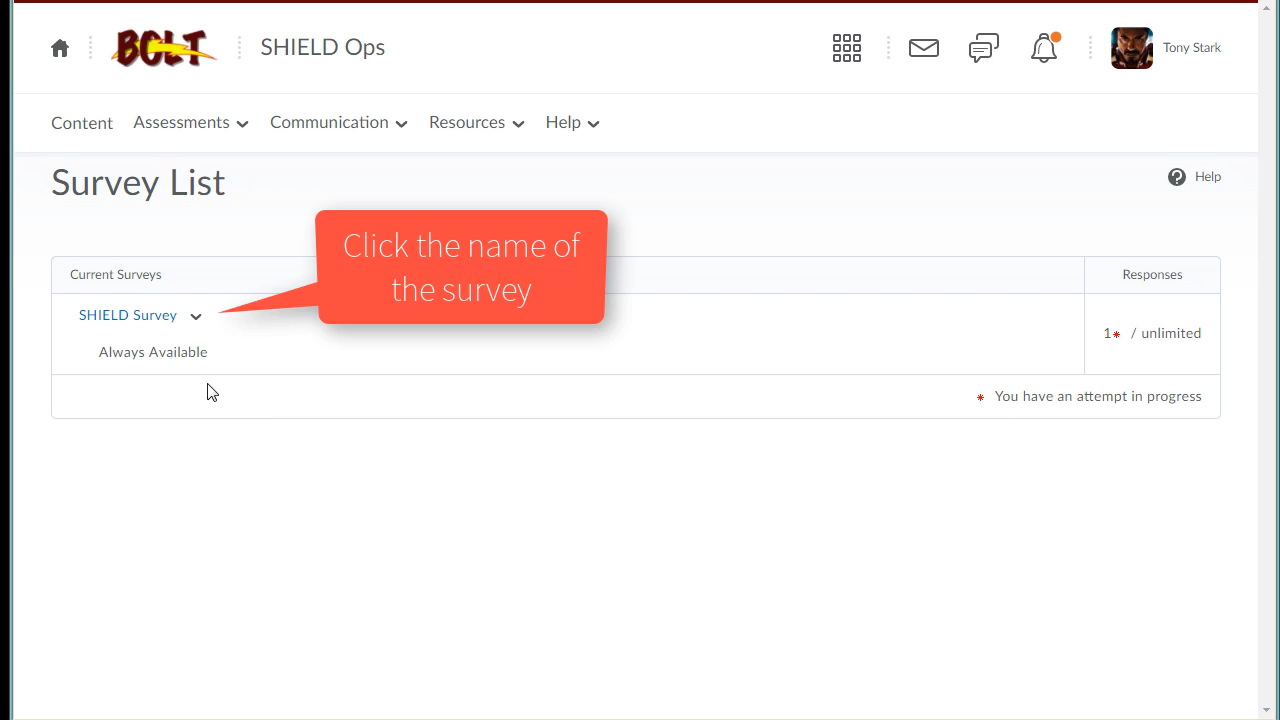 BOLT
SHIELD Ops
Tony Stark
Content
Assessments
Communication
Resources
Help
Survey List
Help
Click the name of
the survey
Current Surveys
Responses
SHIELD Survey
1* / unlimited
Always Available
* You have an attempt in progress